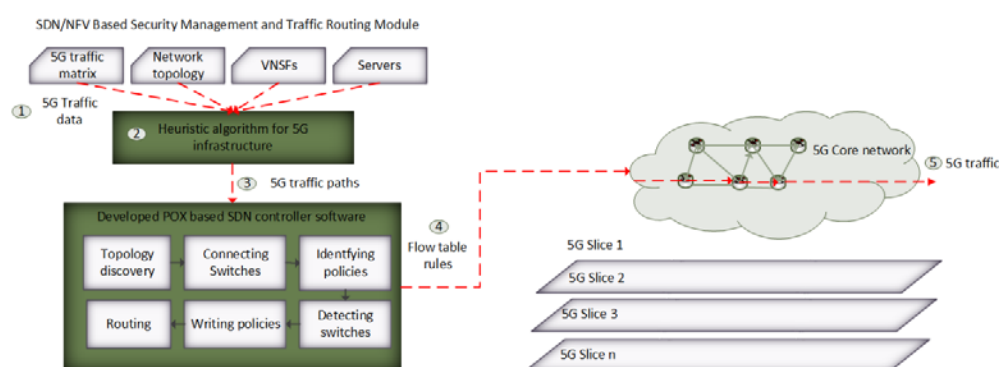 SDN/NFV Based Security Management and Traffic Routing Module
5G traffic
matrix
Network
topology
VNSFs
Servers
1
5G Traffic
data
2
Heuristic algorithm for 5G
infrastructure
3
5G traffic paths
Developed POX based SDN controller software
Topology
discovery
Connecting
Switches
Identfying
policies
Routing
Writing policies
Detecting
switches
4
Flow table
rules
5G Core network
5
5G traffic
5G Slice 1
5G Slice 2
5G Slice 3
5G Slice n